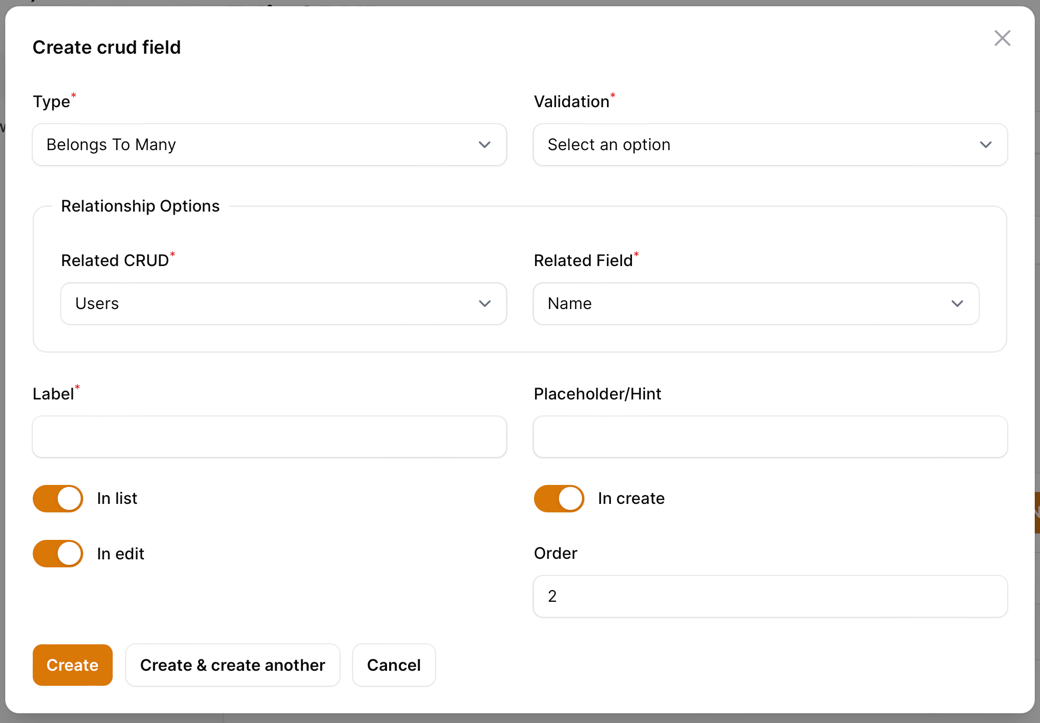 Create crud field
Type*
Validation*
Belongs To Many
Select an option
Relationship Options
Related CRUD*
Related Field*
Users
Name
Label*
Placeholder/Hint
In list
In create
In edit
Order
2
Create
Create & create another
Cancel